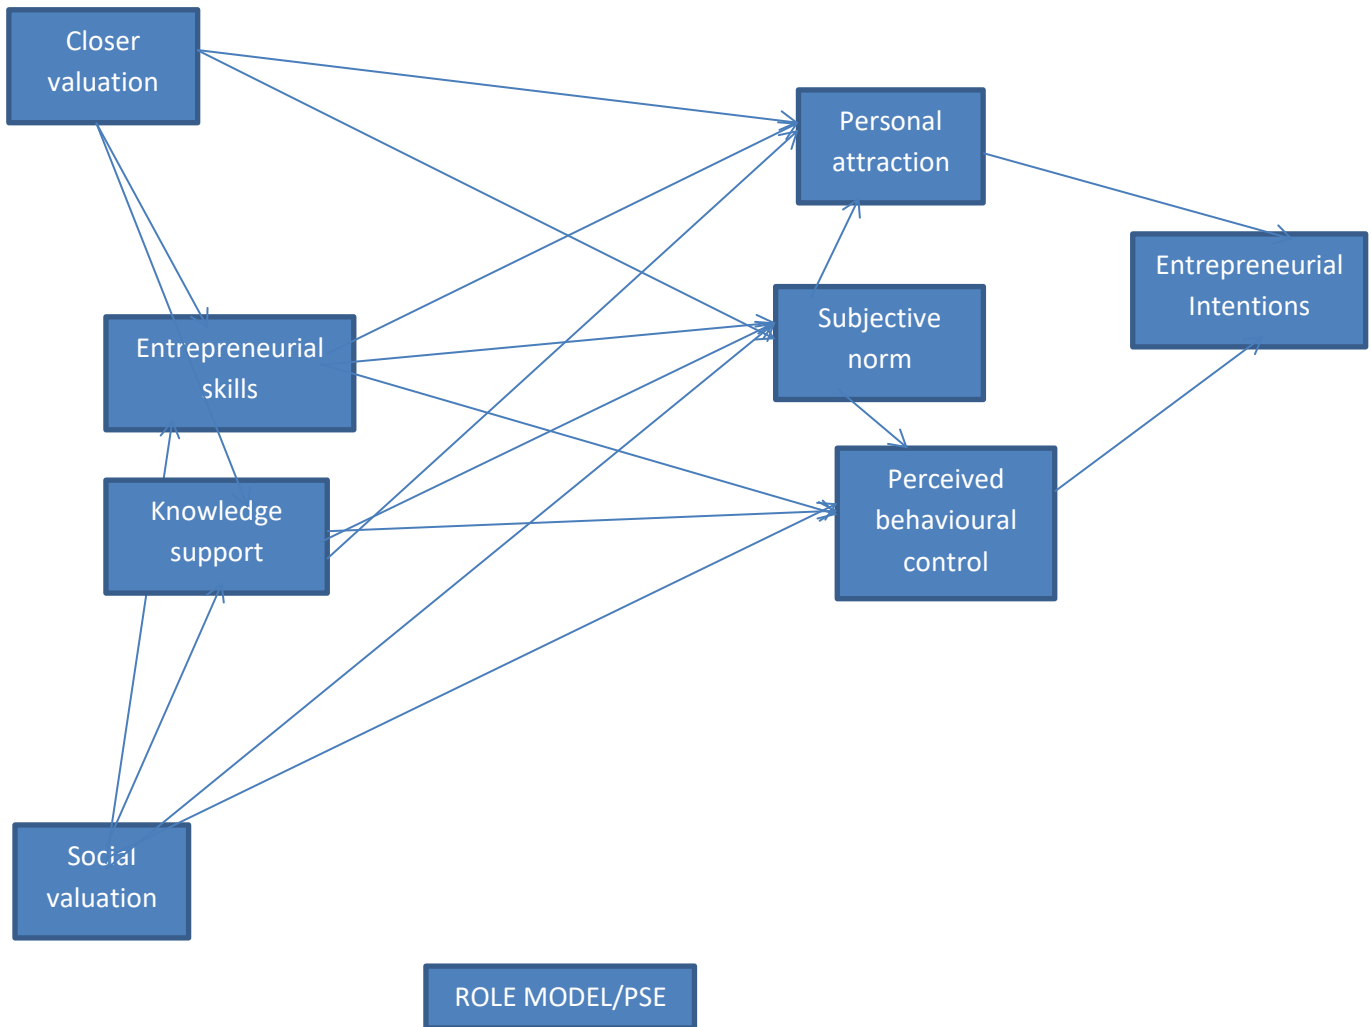 Closer
valuation
Personal
attraction
Entrepreneurial
Intentions
Subjective
norm
Entrepreneurial
skills
Perceived
behavioural
control
Knowledge
support
Social
valuation
ROLE MODEL/PSE